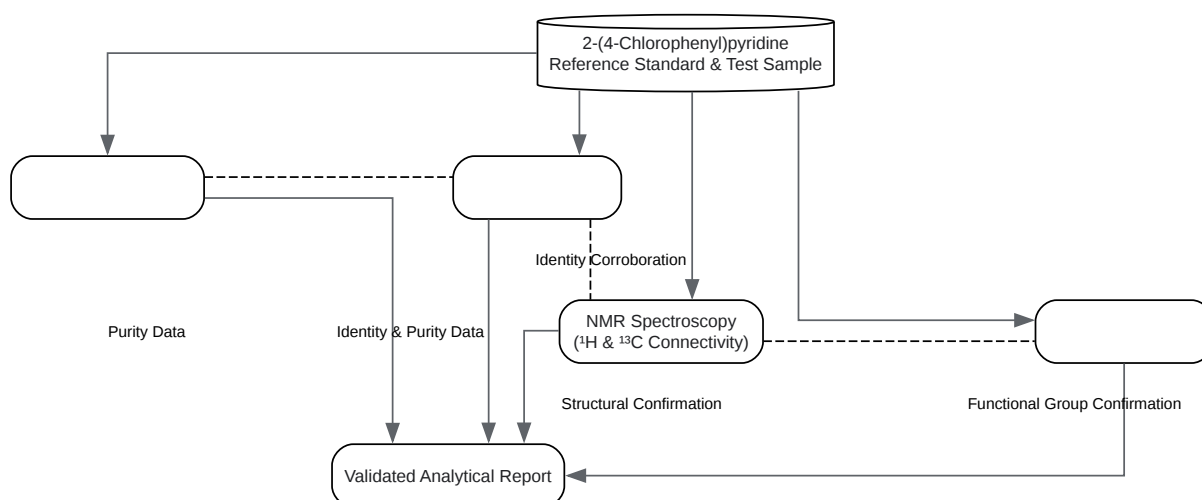 2-(4-Chlorophenyl)pyridine
Reference Standard & Test Sample
Identity Corroboration
NMR Spectroscopy
(¹H & ¹³C Connectivity)
Purity Data
Identity & Purity Data
Structural Confirmation
Functional Group Confirmation
Validated Analytical Report